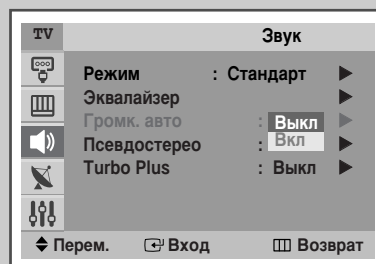 TV Звук
Режим : Стандарт
Эквалайзер
Громк. авто : Выкл
Псевдостерео : Вкл
Turbo Plus : Выкл
Перем. Вход Возврат